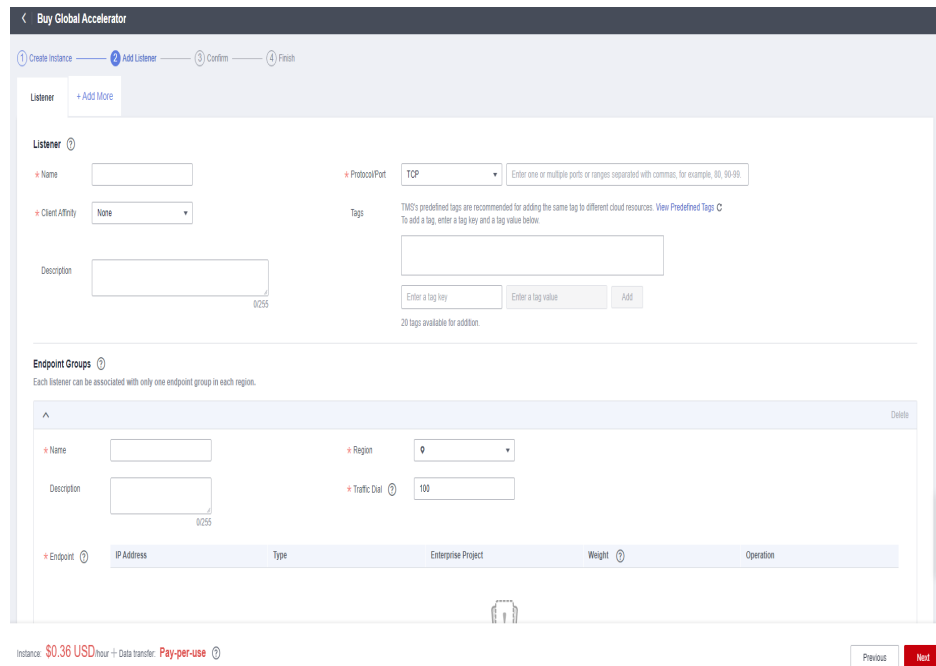 Buy Global Accelerator
1 Create Instance 2 Add Listener 3 Confirm 4 Finish
Listener + Add More
Listener ?
* Name
* Protocol/Port TCP Enter one or multiple ports or ranges separated with commas, for example, 80, 90-99.
* Client Affinity None
Tags TMS's predefined tags are recommended for adding the same tag to different cloud resources. View Predefined Tags
To add a tag, enter a tag key and a tag value below.
Description
0/255
Enter a tag key Enter a tag value Add
20 tags available for addition.
Endpoint Groups ?
Each listener can be associated with only one endpoint group in each region.
Delete
* Name
* Region
Description
0/255
* Traffic Dial ? 100
* Endpoint ? IP Address Type Enterprise Project Weight ? Operation
Instance: $0.36 USD/hour + Data transfer: Pay-per-use ?
Previous Next